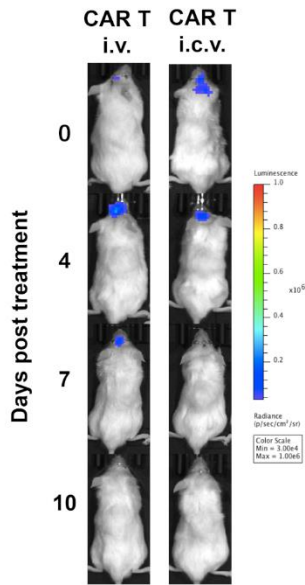 CAR T CAR T
i.v. i.c.v.
Days post treatment
0
4
7
10
Luminescence
1.0
0.8
0.6
x10⁶
0.4
0.2
Radiance
(p/sec/cm²/sr)
Color Scale
Min = 3.00e4
Max = 1.00e6